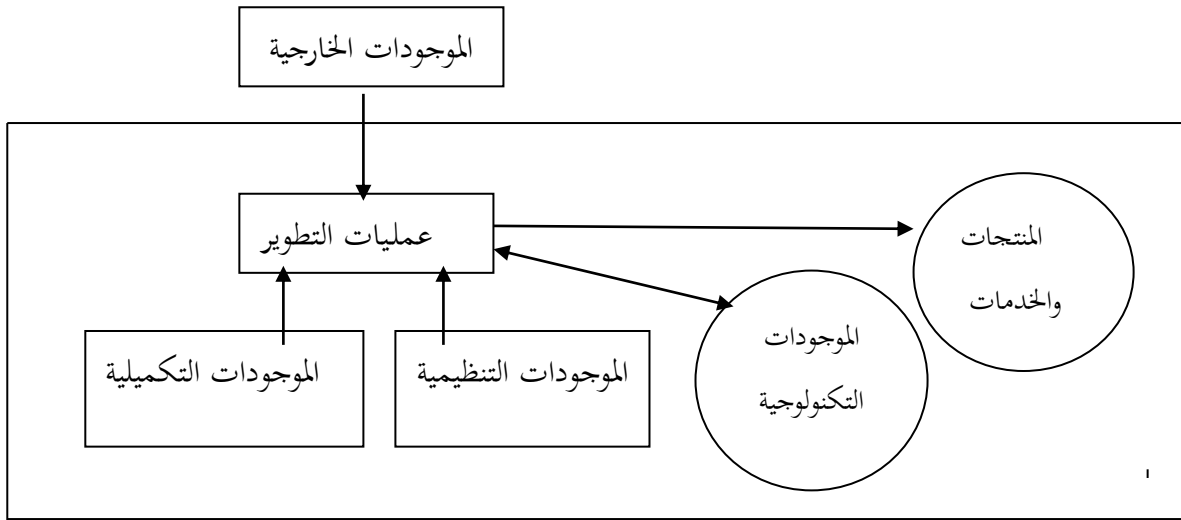 الموجودات الخارجية
عمليات التطوير
المنتجات
والخدمات
الموجودات
التكنولوجية
الموجودات التنظيمية
الموجودات التكميلية